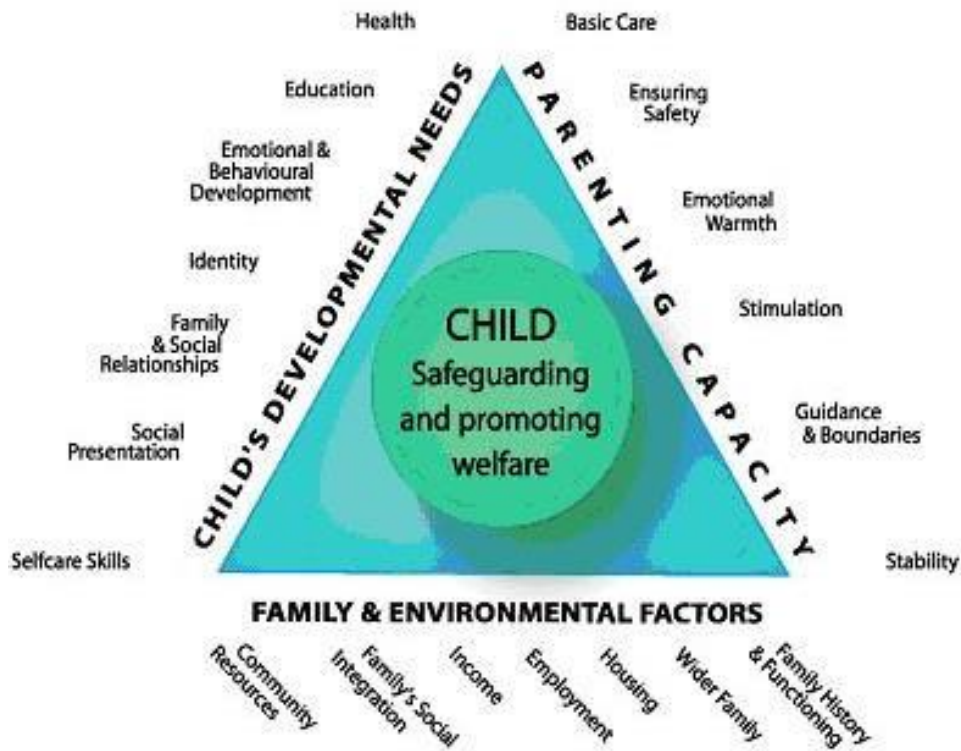 Health
Education
Emotional &
Behavioural
Development
Identity
Family
& Social
Relationships
Social
Presentation
Selfcare Skills
CHILD'S DEVELOPMENTAL NEEDS
CHILD
Safeguarding
and promoting
welfare
PARENTING CAPACITY
Basic Care
Ensuring
Safety
Emotional
Warmth
Stimulation
Guidance
& Boundaries
Stability
FAMILY & ENVIRONMENTAL FACTORS
Community
Resources
Family's Social
Integration
Income
Employment
Housing
Wider Family
Family History
& Functioning